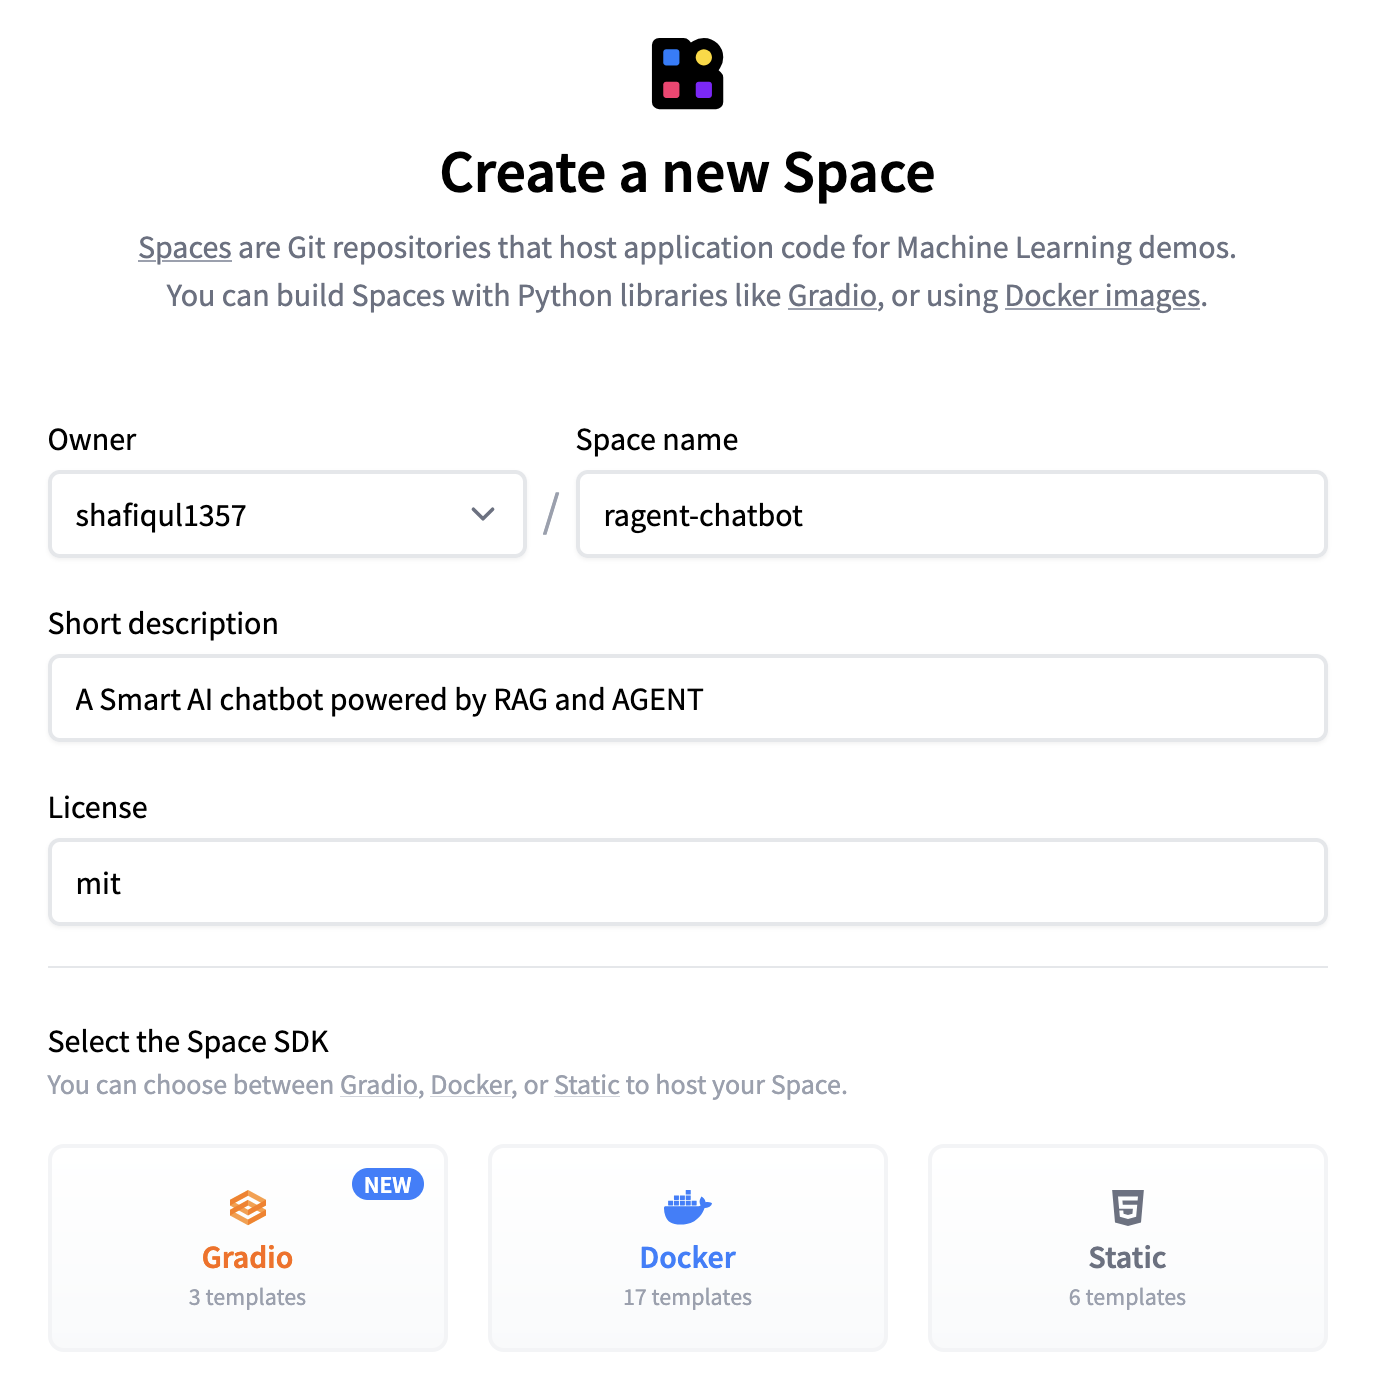 Create a new Space
Spaces are Git repositories that host application code for Machine Learning demos.
You can build Spaces with Python libraries like Gradio, or using Docker images.
Owner
Space name
shafiqul1357
/
ragent-chatbot
Short description
A Smart AI chatbot powered by RAG and AGENT
License
mit
Select the Space SDK
You can choose between Gradio, Docker, or Static to host your Space.
NEW
Gradio
3 templates
Docker
17 templates
Static
6 templates